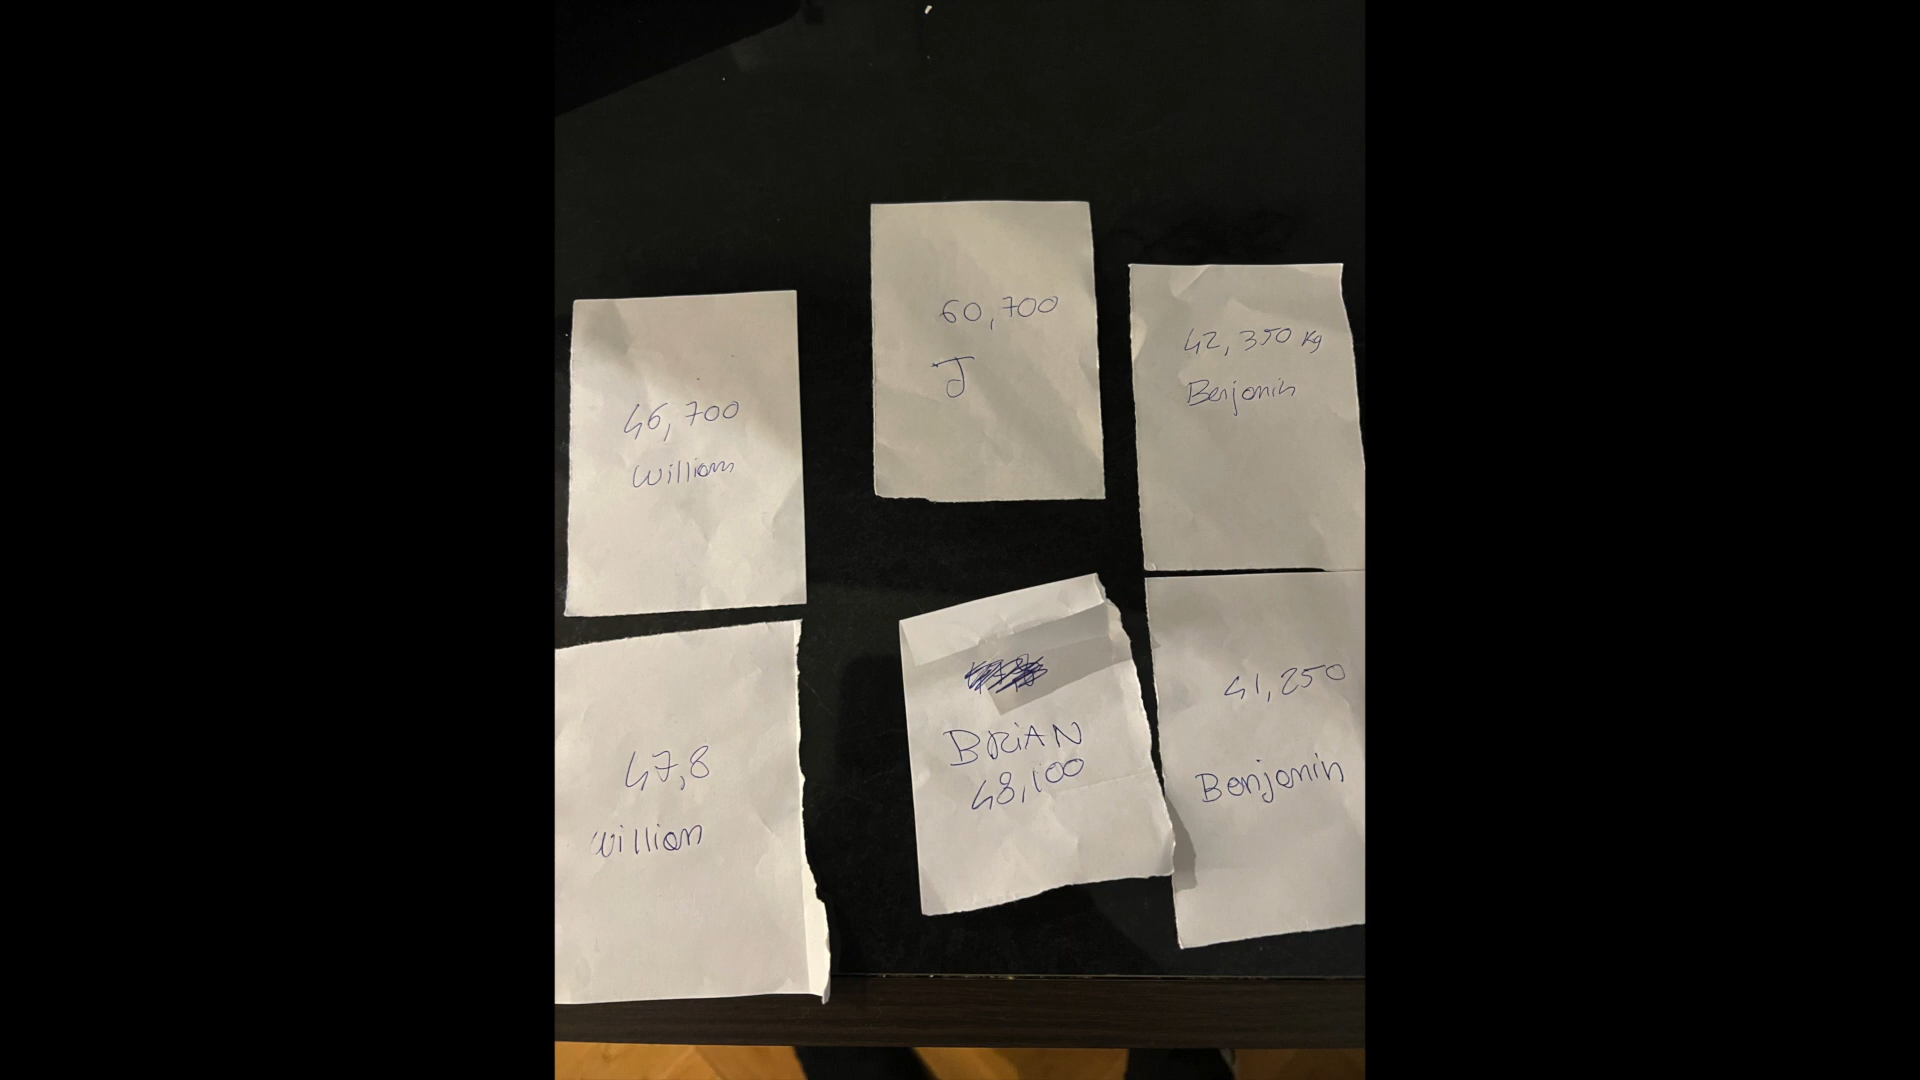 60,700
J
42,350 Kg
Benjamin
46,700
William
47,8
William
BRIAN
48,100
41,250
Benjamin